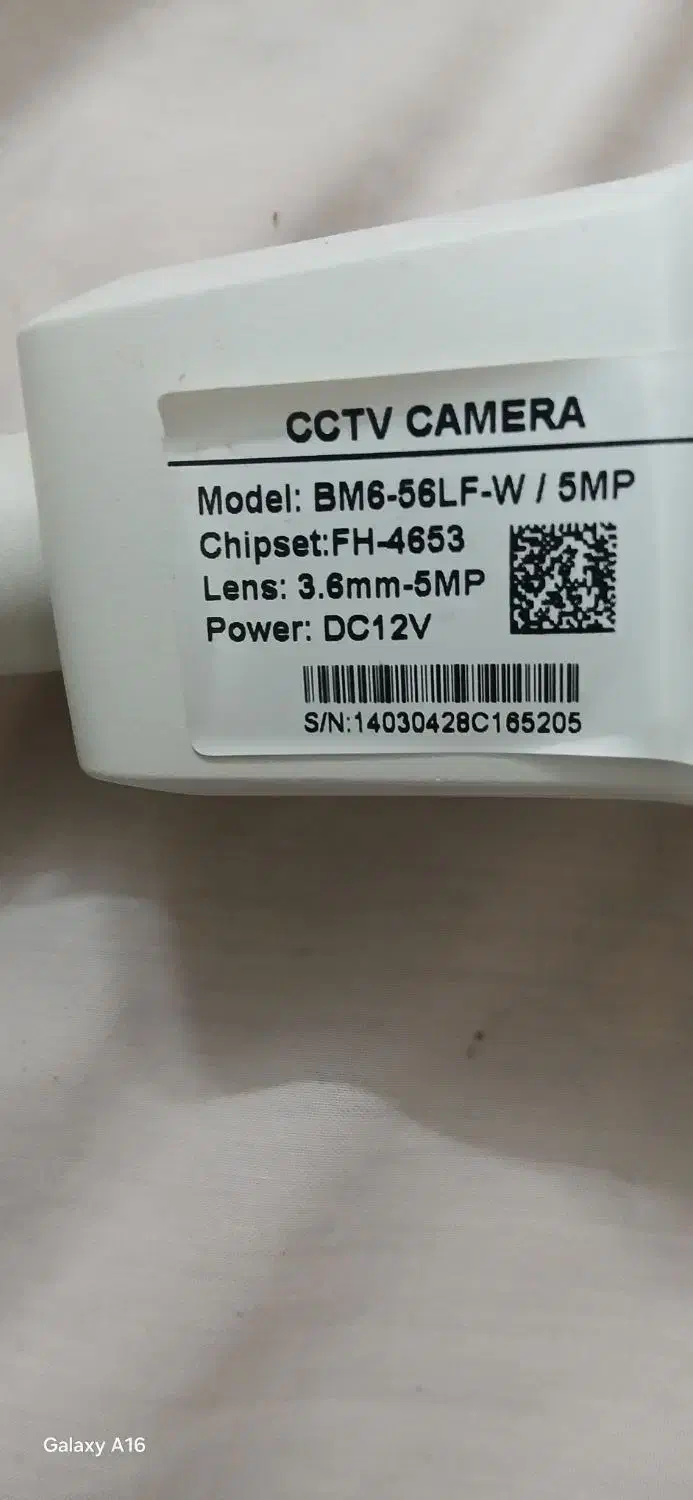 CCTV CAMERA
Model: BM6-56LF-W / 5MP
Chipset:FH-4653
Lens: 3.6mm-5MP
Power: DC12V
S/N:14030428C165205
Galaxy A16